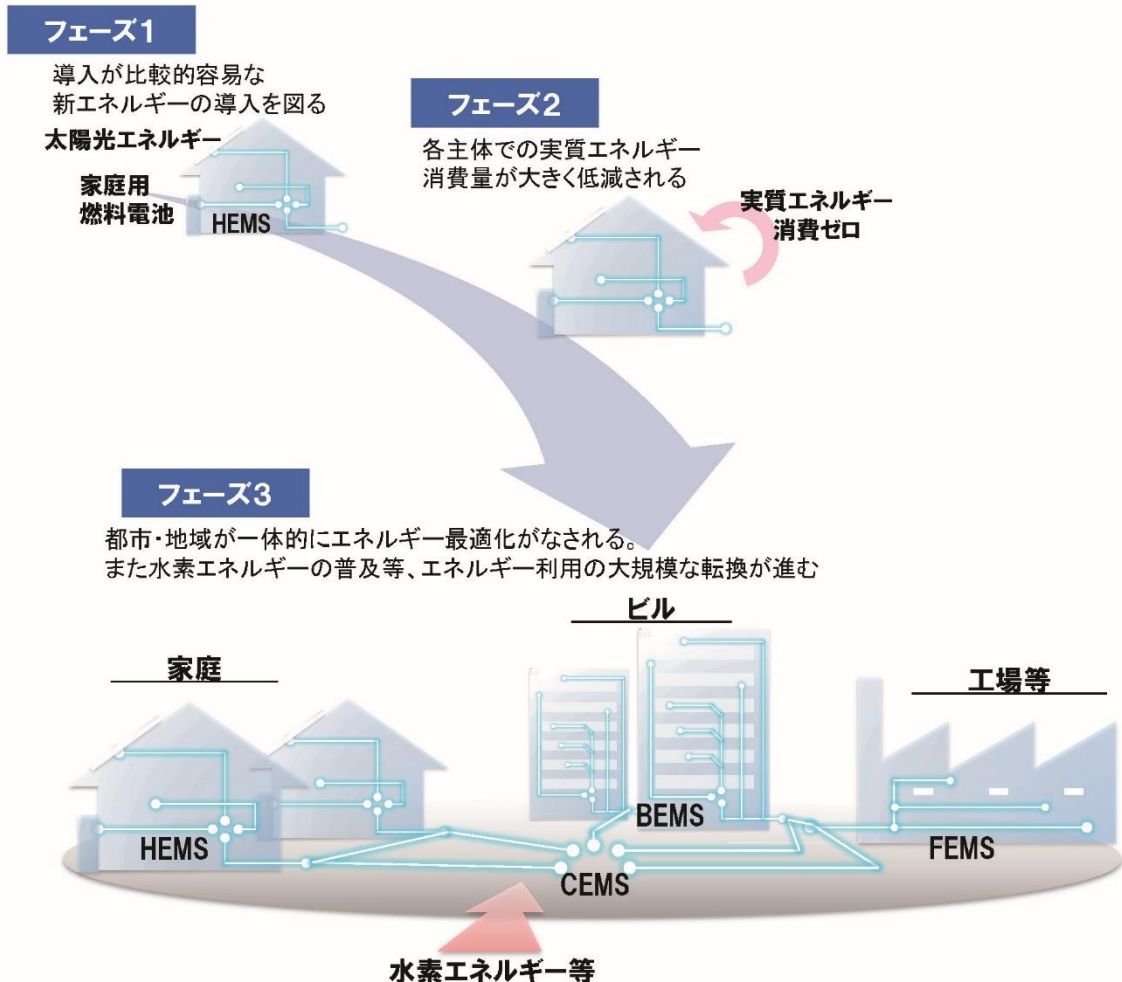 フェーズ1
導入が比較的容易な
新エネルギーの導入を図る
太陽光エネルギー
家庭用
燃料電池
HEMS
フェーズ2
各主体での実質エネルギー
消費量が大きく低減される
実質エネルギー
消費ゼロ
フェーズ3
都市・地域が一体的にエネルギー最適化がなされる。
また水素エネルギーの普及等、エネルギー利用の大規模な転換が進む
家庭
ビル
工場等
HEMS
BEMS
FEMS
CEMS
水素エネルギー等